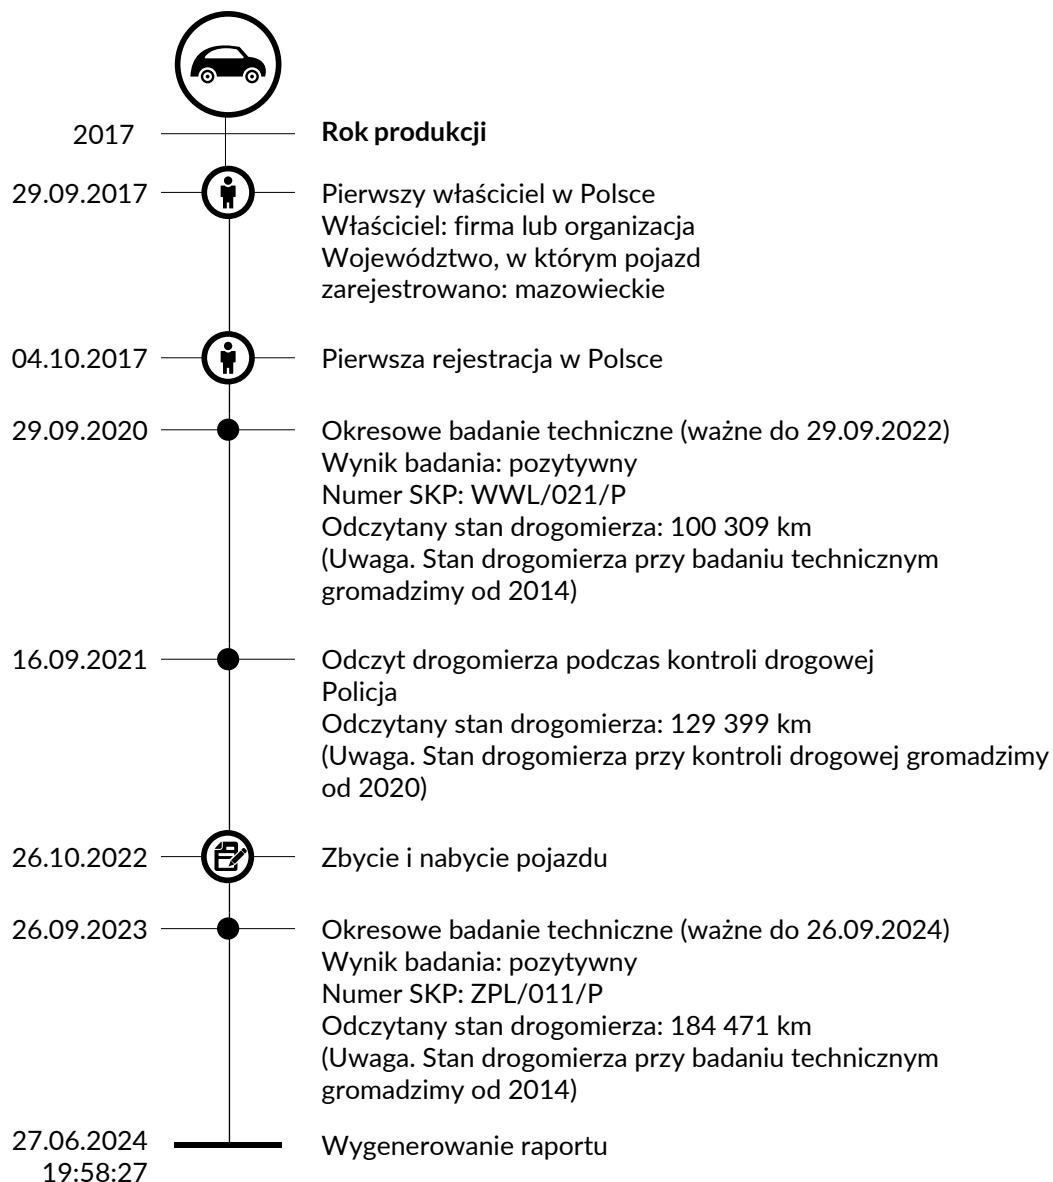 2017
Rok produkcji
29.09.2017
Pierwszy właściciel w Polsce
Właściciel: firma lub organizacja
Województwo, w którym pojazd
zarejestrowano: mazowieckie
04.10.2017
Pierwsza rejestracja w Polsce
29.09.2020
Okresowe badanie techniczne (ważne do 29.09.2022)
Wynik badania: pozytywny
Numer SKP: WWL/021/P
Odczytany stan drogomierza: 100 309 km
(Uwaga. Stan drogomierza przy badaniu technicznym
gromadzimy od 2014)
16.09.2021
Odczyt drogomierza podczas kontroli drogowej
Policja
Odczytany stan drogomierza: 129 399 km
(Uwaga. Stan drogomierza przy kontroli drogowej gromadzimy
od 2020)
26.10.2022
Zbycie i nabycie pojazdu
26.09.2023
Okresowe badanie techniczne (ważne do 26.09.2024)
Wynik badania: pozytywny
Numer SKP: ZPL/011/P
Odczytany stan drogomierza: 184 471 km
(Uwaga. Stan drogomierza przy badaniu technicznym
gromadzimy od 2014)
27.06.2024
19:58:27
Wygenerowanie raportu